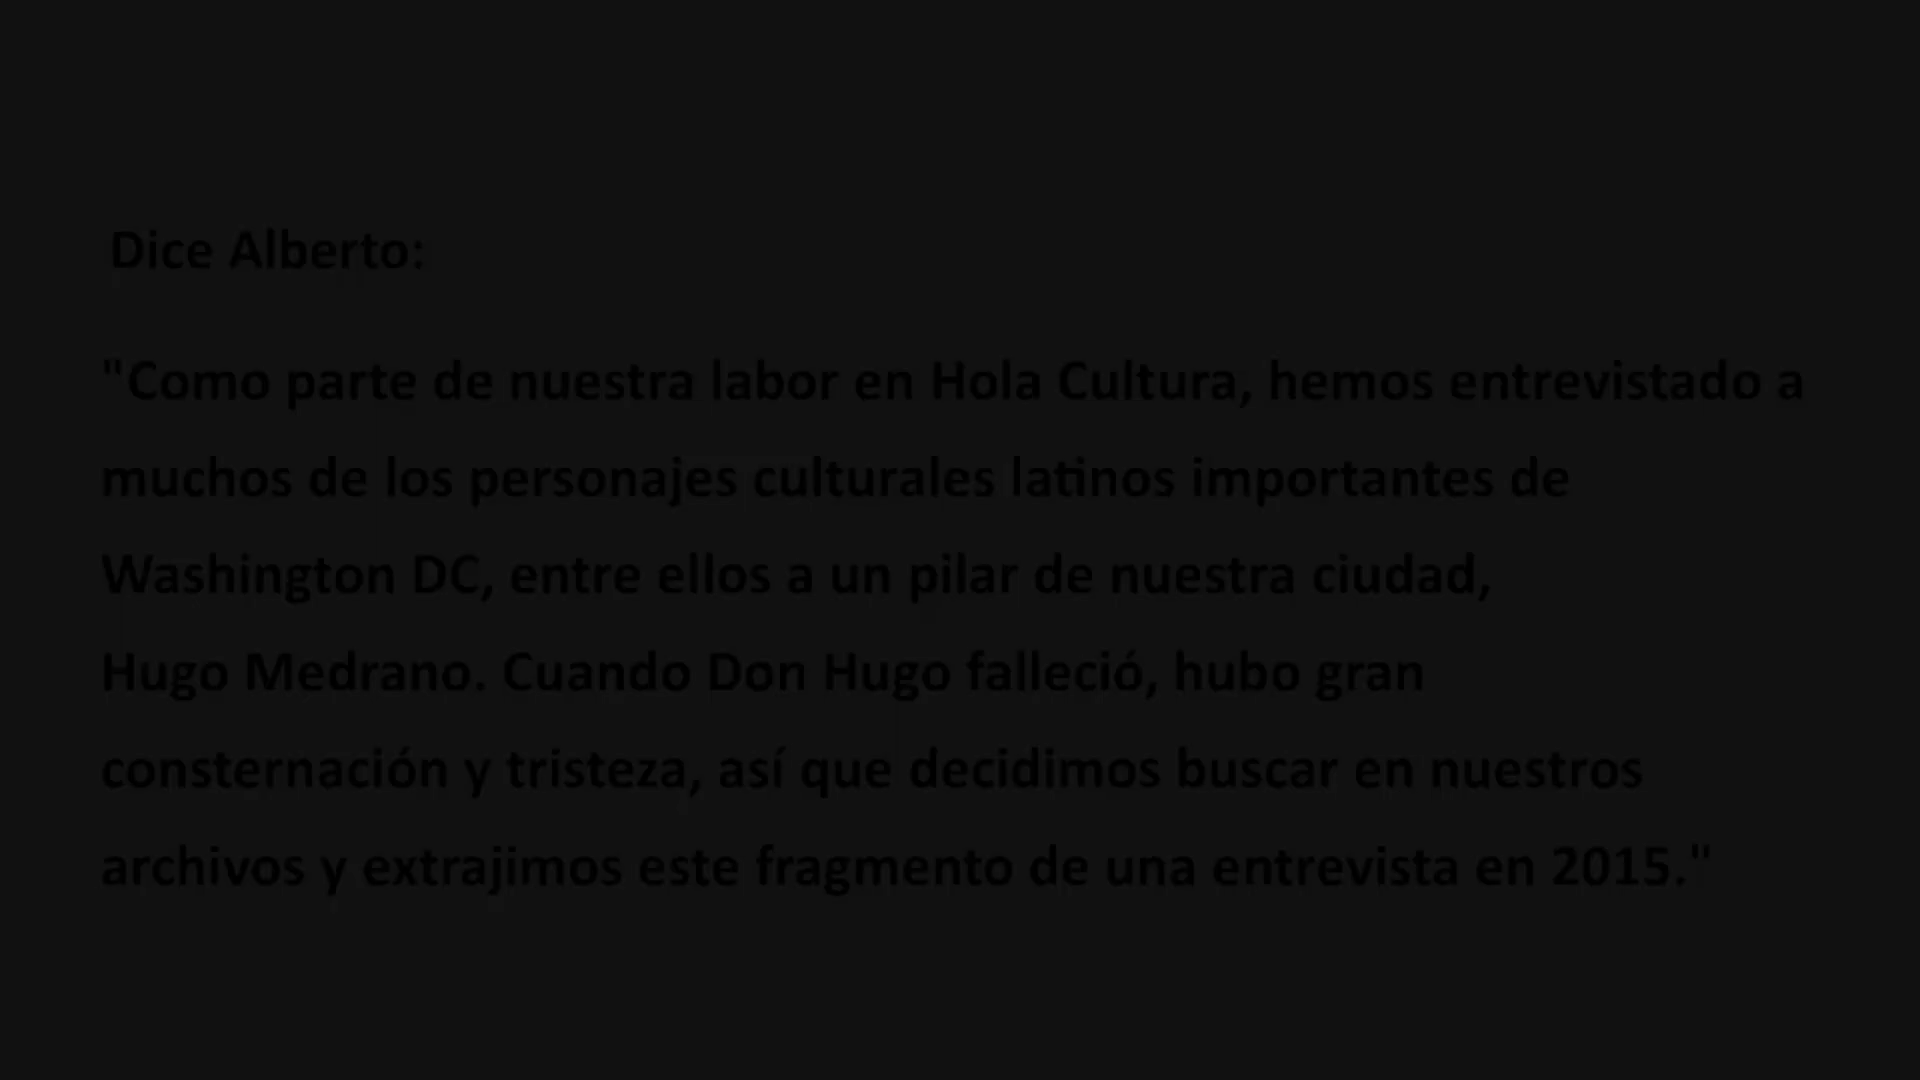 Dice Alberto:
"Como parte de nuestra labor en Hola Cultura, hemos entrevistado a
muchos de los personajes culturales latinos importantes de
Washington DC, entre ellos a un pilar de nuestra ciudad,
Hugo Medrano. Cuando Don Hugo falleció, hubo gran
consternación y tristeza, así que decidimos buscar en nuestros
archivos y extrajimos este fragmento de una entrevista en 2015."